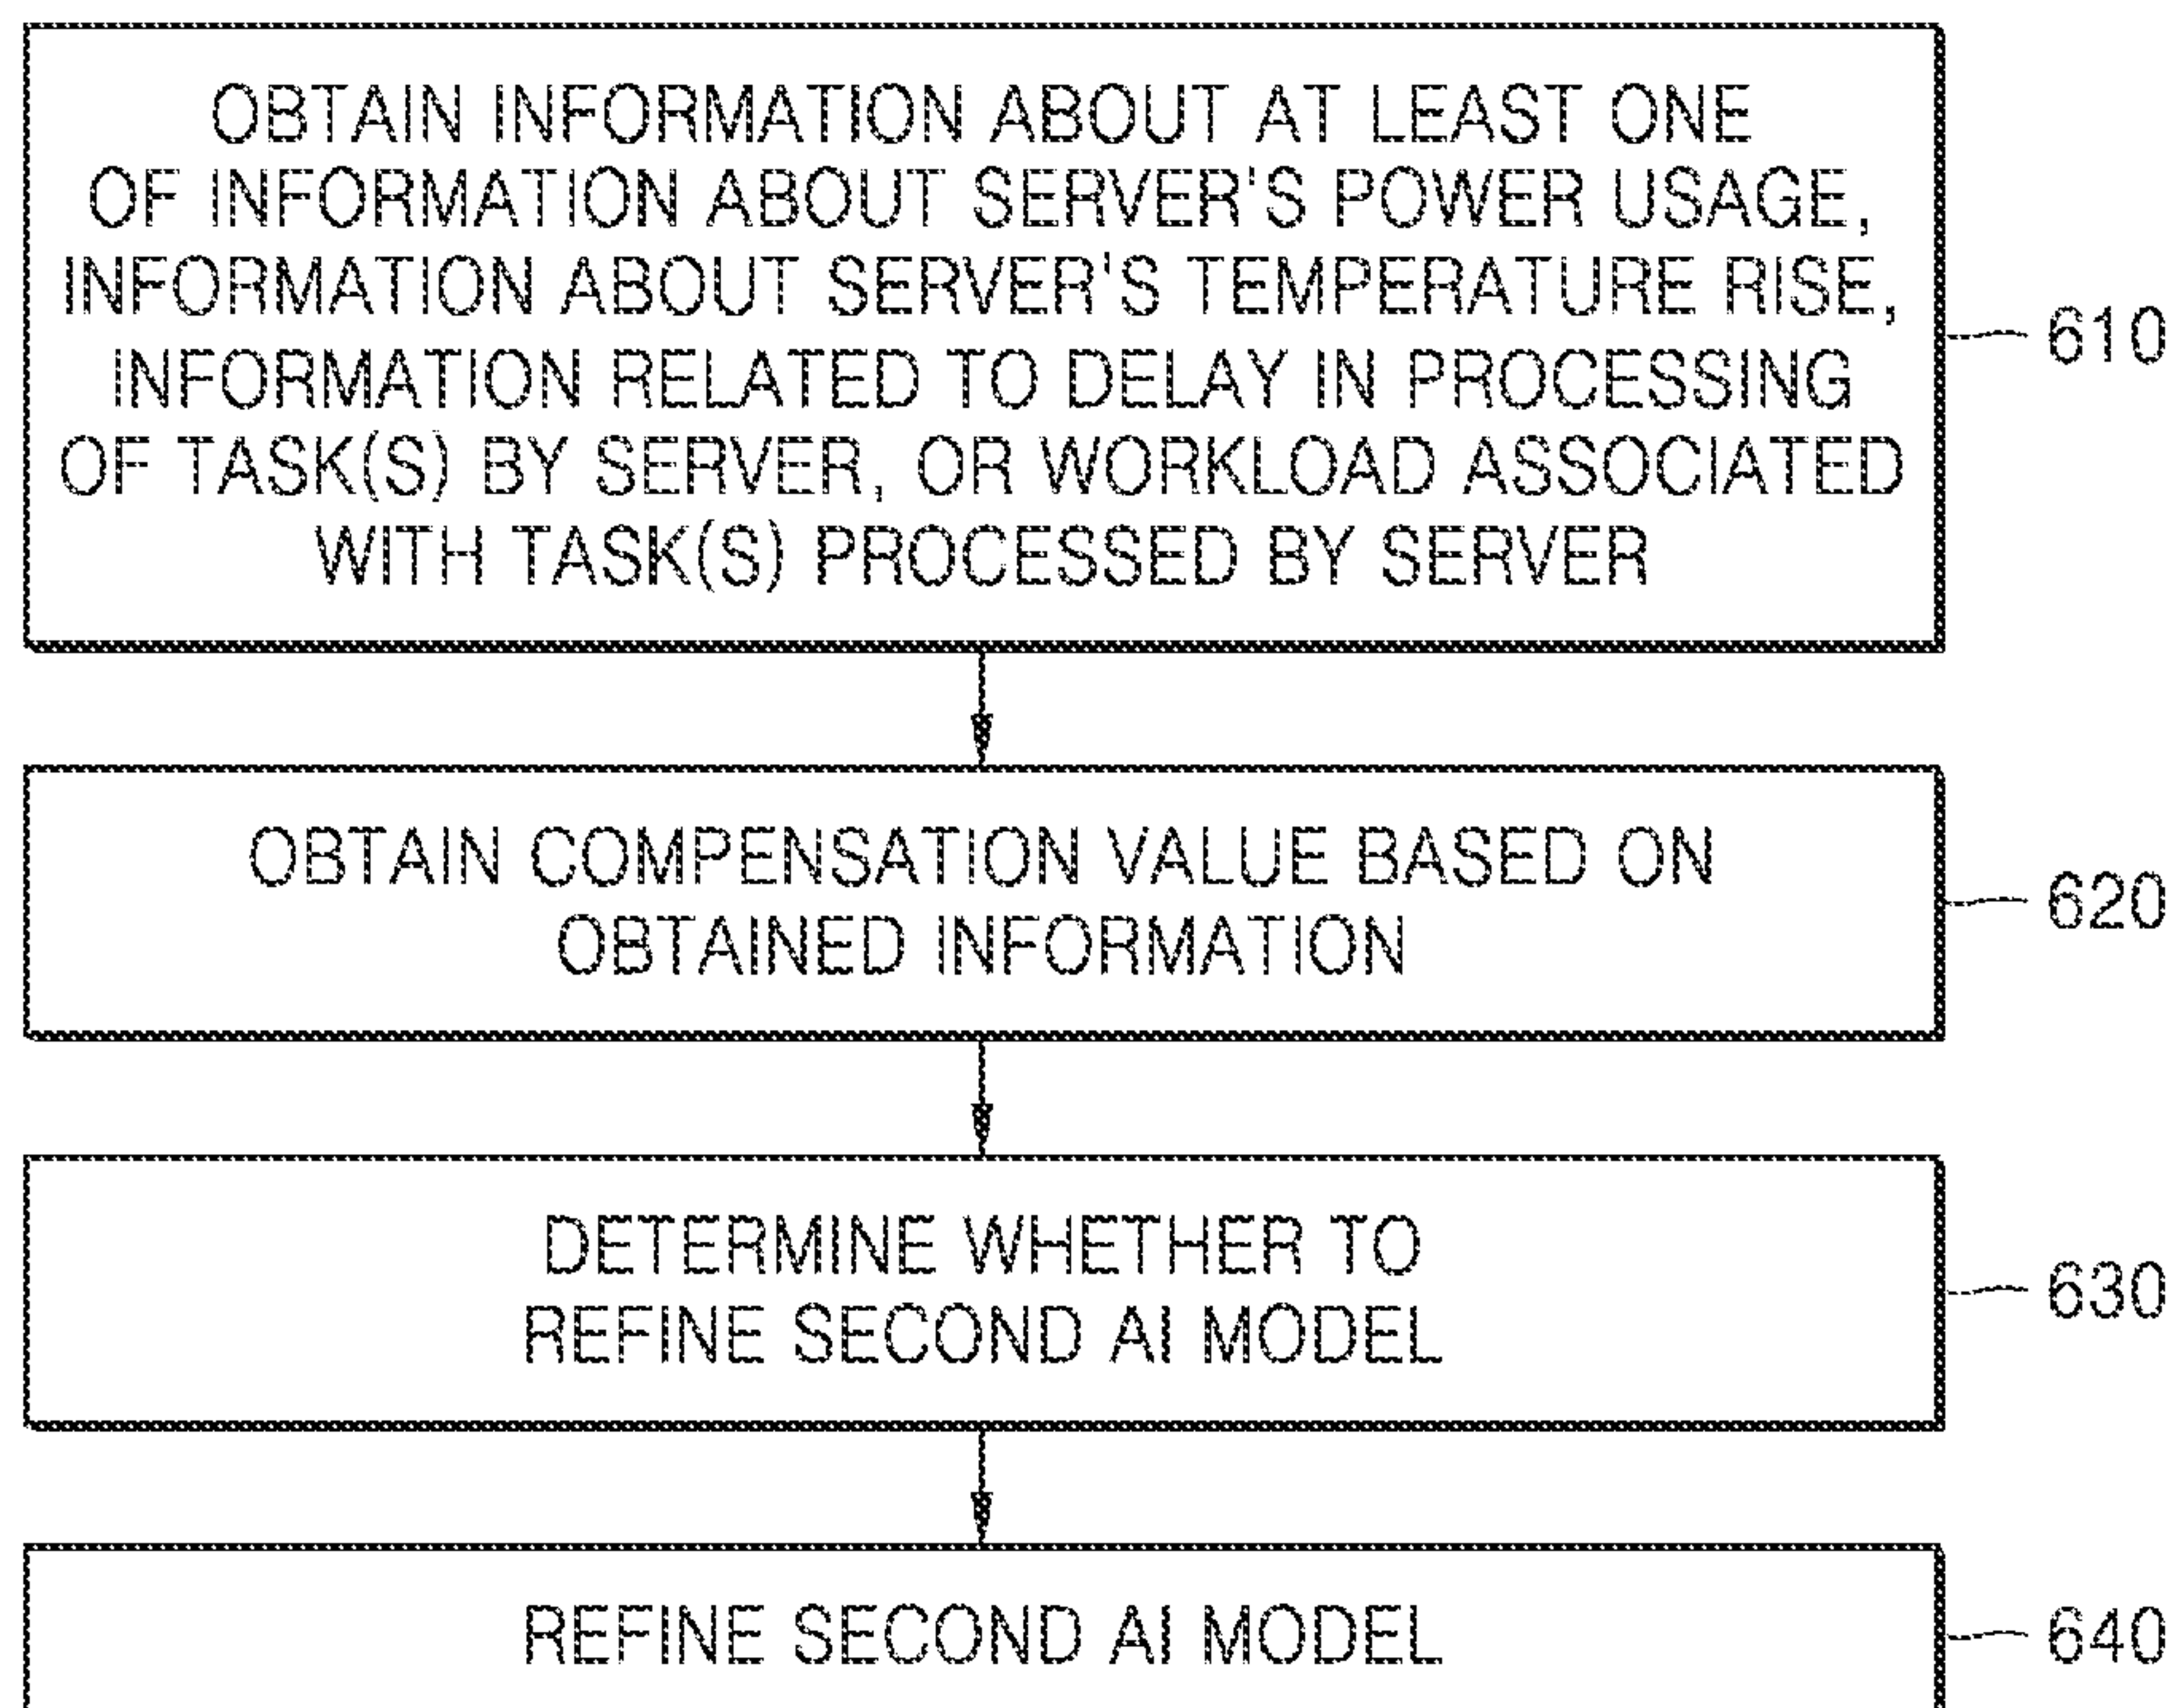 OBTAIN INFORMATION ABOUT AT LEAST ONE
OF INFORMATION ABOUT SERVER'S POWER USAGE,
INFORMATION ABOUT SERVER'S TEMPERATURE RISE,
INFORMATION RELATED TO DELAY IN PROCESSING
OF TASK(S) BY SERVER, OR WORKLOAD ASSOCIATED
WITH TASK(S) PROCESSED BY SERVER
610
OBTAIN COMPENSATION VALUE BASED ON
OBTAINED INFORMATION
620
DETERMINE WHETHER TO
REFINE SECOND AI MODEL
630
REFINE SECOND AI MODEL
640